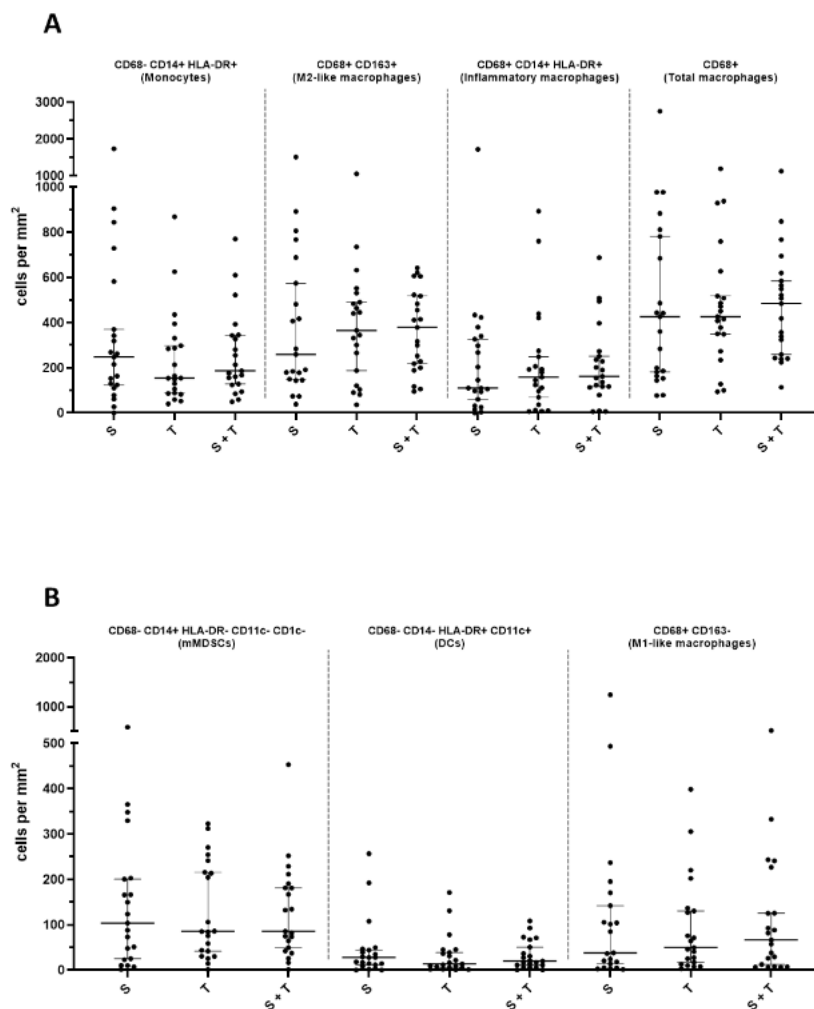 A
CD68- CD14+ HLA-DR+
(Monocytes)
CD68+ CD163+
(M2-like macrophages)
CD68+ CD14+ HLA-DR+
(Inflammatory macrophages)
CD68+
(Total macrophages)
3000
2000
1000
1000
800
600
400
200
0
cells per mm²
S
T
S + T
S
T
S + T
S
T
S + T
S
T
S + T
B
CD68- CD14+ HLA-DR- CD11c- CD1c-
(mMDSCs)
CD68- CD14- HLA-DR+ CD11c+
(DCs)
CD68+ CD163-
(M1-like macrophages)
2000
1000
500
400
300
200
100
0
cells per mm²
S
T
S + T
S
T
S + T
S
T
S + T